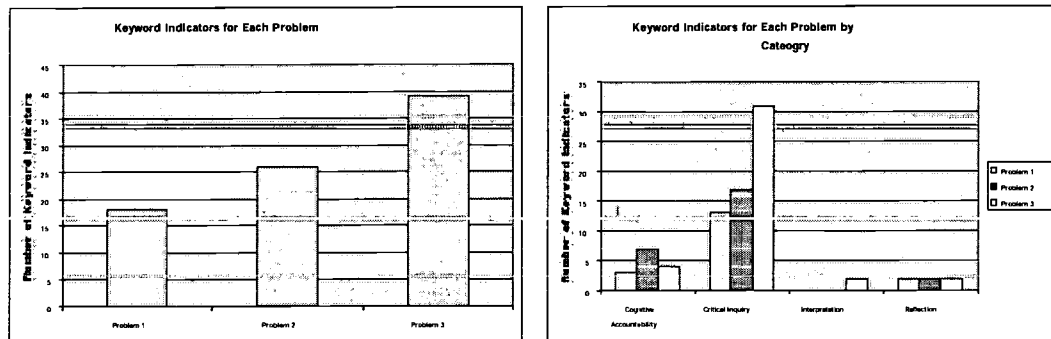 Keyword Indicators for Each Problem
Number of Keyword Indicators
45
40
35
30
25
20
15
10
5
0
Problem 1
Problem 2
Problem 3
Keyword Indicators for Each Problem by
Cateogry
Number of Keyword Indicators
35
30
25
20
15
10
5
0
Cognitive
Accountability
Critical Inquiry
Interpretation
Reflection
Problem 1
Problem 2
Problem 3